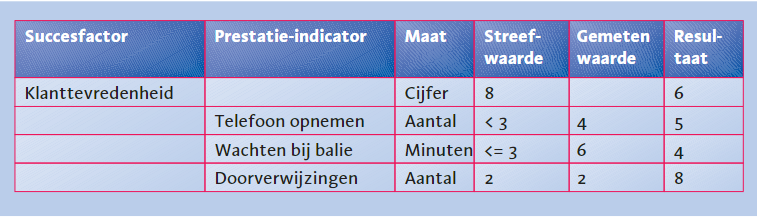 Succesfactor Prestatie-indicator Maat Streef- Gemeten Resul-
waarde waarde taat
Klanttevredenheid Cijfer 8 6
Telefoon opnemen Aantal < 3 4 5
Wachten bij balie Minuten <= 3 6 4
Doorverwijzingen Aantal 2 2 8